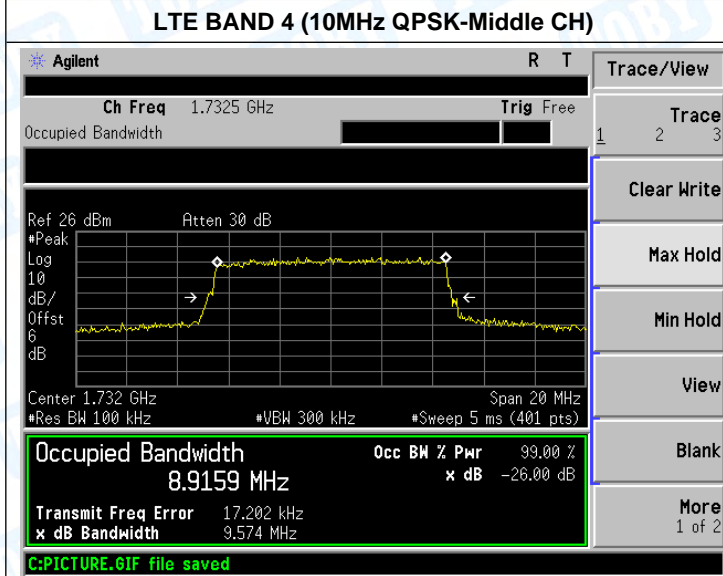 LTE BAND 4 (10MHz QPSK-Middle CH)
Agilent R T
Trace/View
Ch Freq 1.7325 GHz Trig Free
Occupied Bandwidth
Trace
1 2 3
Clear Write
Ref 26 dBm Atten 30 dB
#Peak
Log
10
dB/
Offst
6
dB
Max Hold
Min Hold
View
Center 1.732 GHz Span 20 MHz
#Res BW 100 kHz #VBW 300 kHz #Sweep 5 ms (401 pts)
Occupied Bandwidth Occ BW % Pwr 99.00 %
8.9159 MHz x dB -26.00 dB
Transmit Freq Error 17.202 kHz
x dB Bandwidth 9.574 MHz
Blank
More
1 of 2
C:PICTURE.GIF file saved